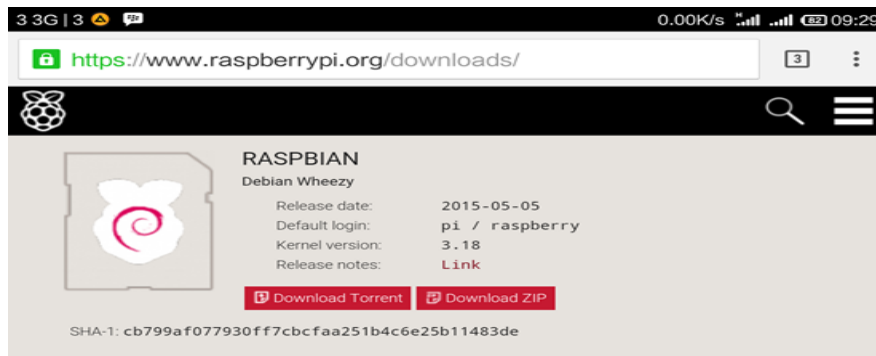 3 3G | 3 0.00K/s 82 09:29
https://www.raspberrypi.org/downloads/ 3
RASPBIAN
Debian Wheezy
Release date: 2015-05-05
Default login: pi / raspberry
Kernel version: 3.18
Release notes: Link
Download Torrent Download ZIP
SHA-1: cb799af077930ff7cbcfaa251b4c6e25b11483de